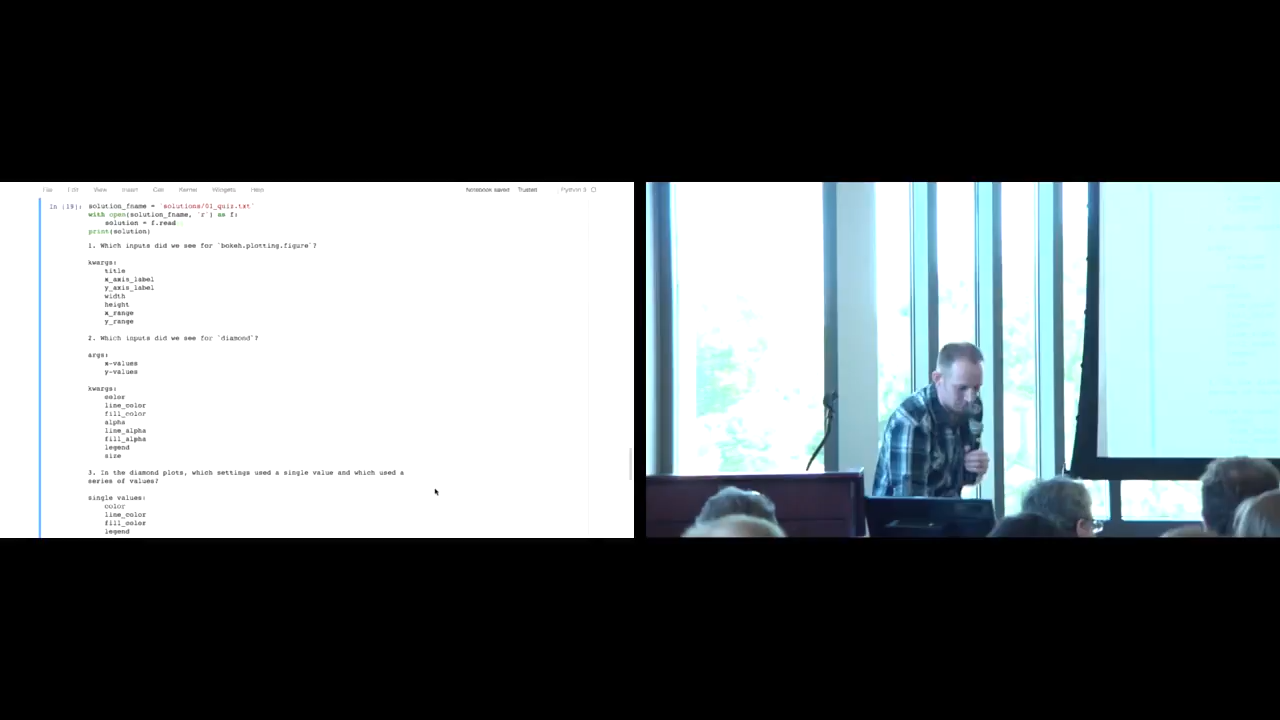 File Edit View Insert Cell Kernel Widgets Help Notebook saved Trusted Python 3
In [19]: solution_fname = 'solutions/01_quiz.txt'
with open(solution_fname, 'r') as f:
solution = f.read
print(solution)
1. Which inputs did we see for `bokeh.plotting.figure`?
kwargs:
title
x_axis_label
y_axis_label
width
height
x_range
y_range
2. Which inputs did we see for `diamond`?
args:
x-values
y-values
kwargs:
color
line_color
fill_color
alpha
line_alpha
fill_alpha
legend
size
3. In the diamond plots, which settings used a single value and which used a
series of values?
single values:
color
line_color
fill_color
legend